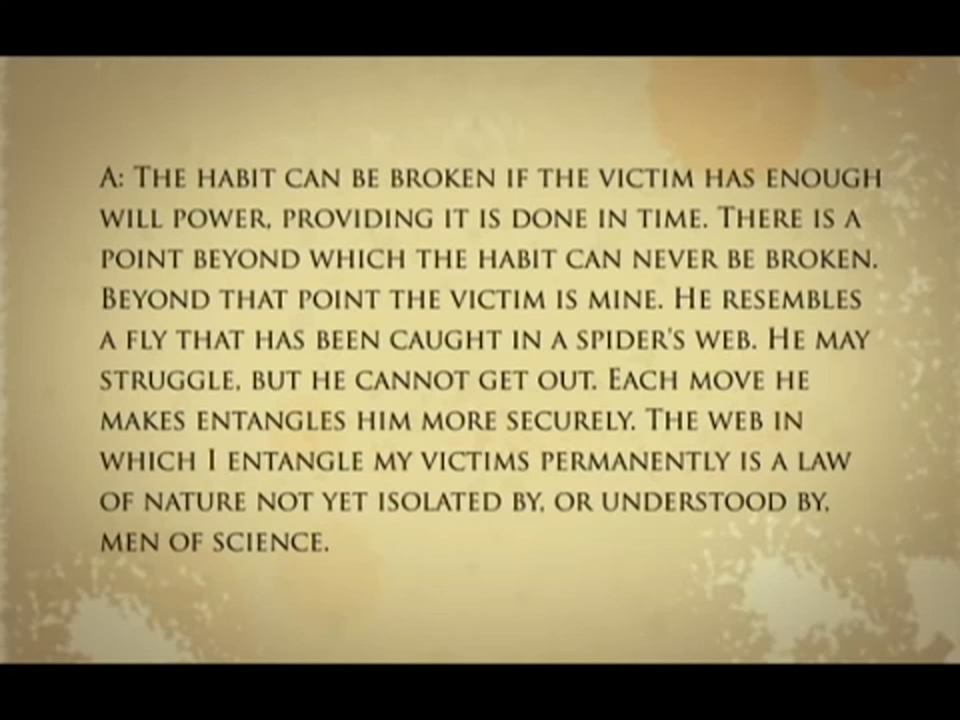 A: The habit can be broken if the victim has enough
will power, providing it is done in time. There is a
point beyond which the habit can never be broken.
Beyond that point the victim is mine. He resembles
a fly that has been caught in a spider's web. He may
struggle, but he cannot get out. Each move he
makes entangles him more securely. The web in
which I entangle my victims permanently is a law
of nature not yet isolated by, or understood by,
men of science.